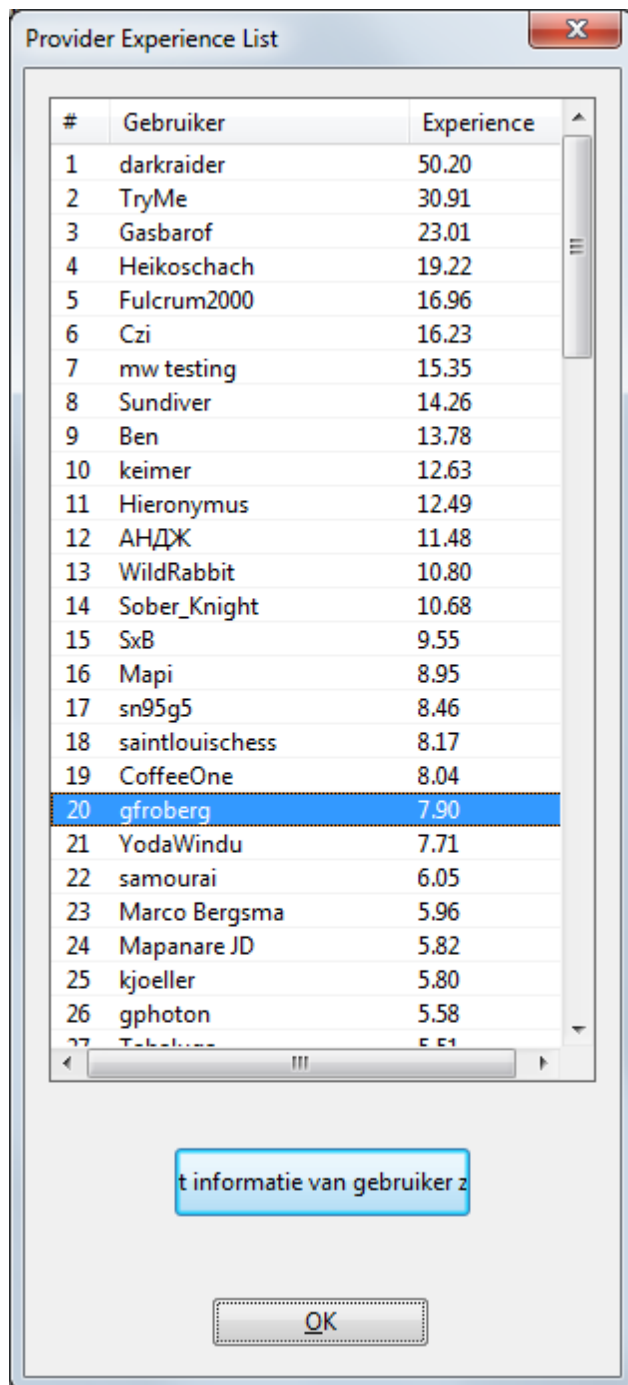 Provider Experience List
# Gebruiker Experience
1 darkraider 50.20
2 TryMe 30.91
3 Gasbarof 23.01
4 Heikoschach 19.22
5 Fulcrum2000 16.96
6 Czi 16.23
7 mw testing 15.35
8 Sundiver 14.26
9 Ben 13.78
10 keimer 12.63
11 Hieronymus 12.49
12 АНДЖ 11.48
13 WildRabbit 10.80
14 Sober_Knight 10.68
15 SxB 9.55
16 Mapi 8.95
17 sn95g5 8.46
18 saintlouischess 8.17
19 CoffeeOne 8.04
20 gfroberg 7.90
21 YodaWindu 7.71
22 samourai 6.05
23 Marco Bergsma 5.96
24 Mapanare JD 5.82
25 kjoeller 5.80
26 gphoton 5.58
27 5.51
t informatie van gebruiker z
OK